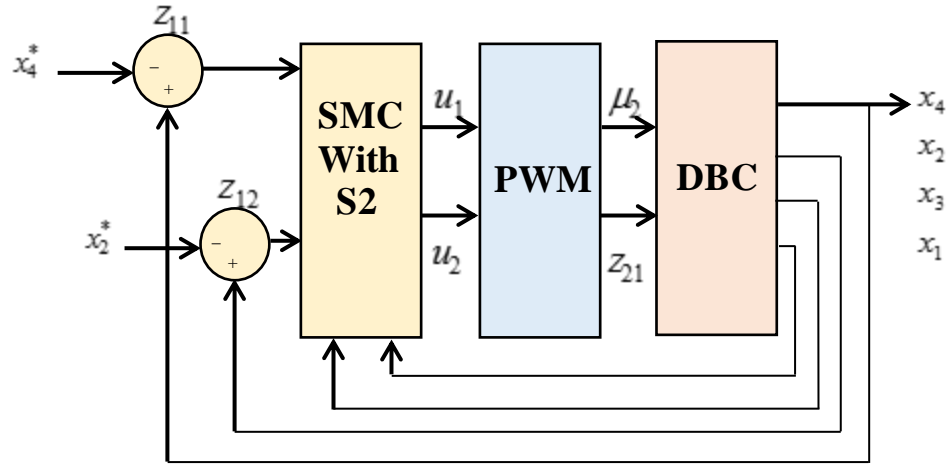 z₁₁
x₄*
−
+
SMC
With
S2
u₁
u₂
z₁₂
x₂*
−
+
PWM
μ₂
z₂₁
DBC
x₄
x₂
x₃
x₁